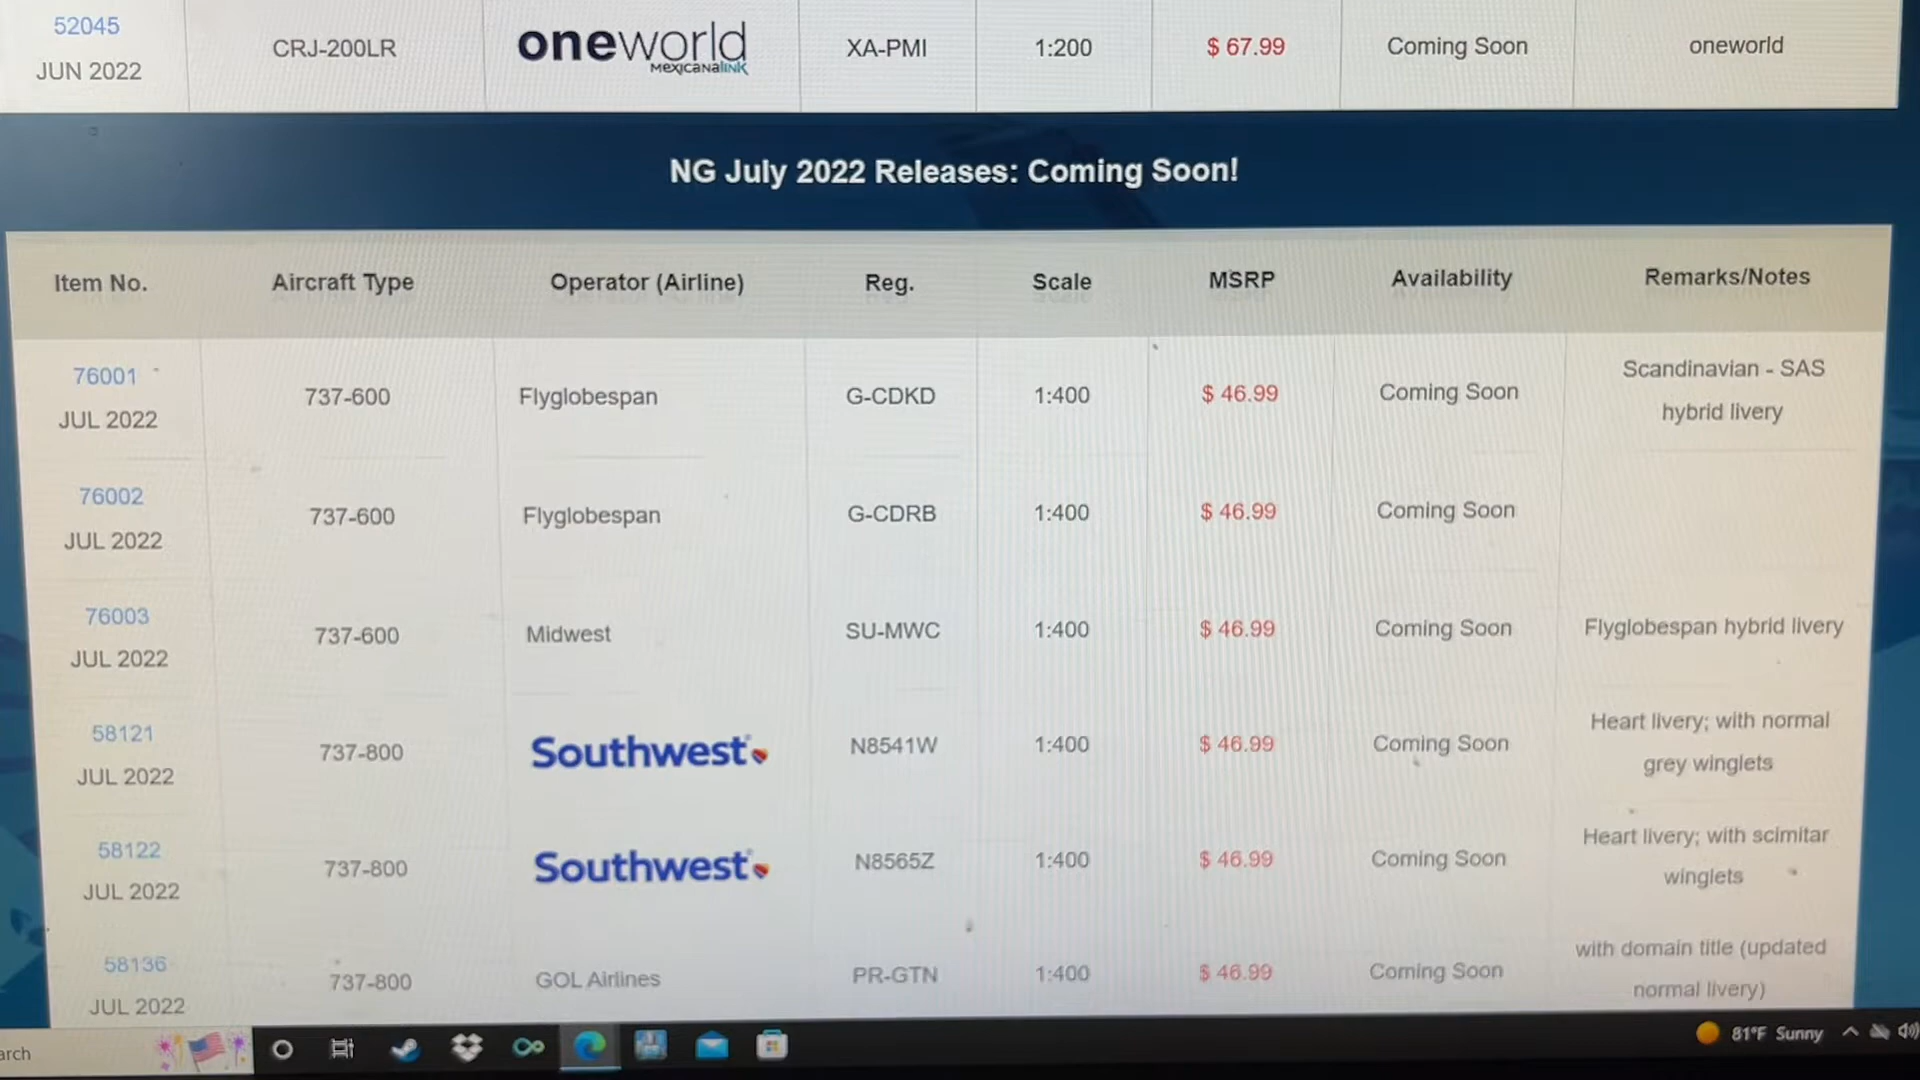 52045
JUN 2022
CRJ-200LR
oneworld
MEXICANALINK
XA-PMI
1:200
$ 67.99
Coming Soon
oneworld
NG July 2022 Releases: Coming Soon!
Item No.
Aircraft Type
Operator (Airline)
Reg.
Scale
MSRP
Availability
Remarks/Notes
76001
JUL 2022
737-600
Flyglobespan
G-CDKD
1:400
$ 46.99
Coming Soon
Scandinavian - SAS
hybrid livery
76002
JUL 2022
737-600
Flyglobespan
G-CDRB
1:400
$ 46.99
Coming Soon
76003
JUL 2022
737-600
Midwest
SU-MWC
1:400
$ 46.99
Coming Soon
Flyglobespan hybrid livery
58121
JUL 2022
737-800
Southwest
N8541W
1:400
$ 46.99
Coming Soon
Heart livery; with normal
grey winglets
58122
JUL 2022
737-800
Southwest
N8565Z
1:400
$ 46.99
Coming Soon
Heart livery; with scimitar
winglets
58136
JUL 2022
737-800
GOL Airlines
PR-GTN
1:400
$ 46.99
Coming Soon
with domain title (updated
normal livery)
arch
81°F Sunny